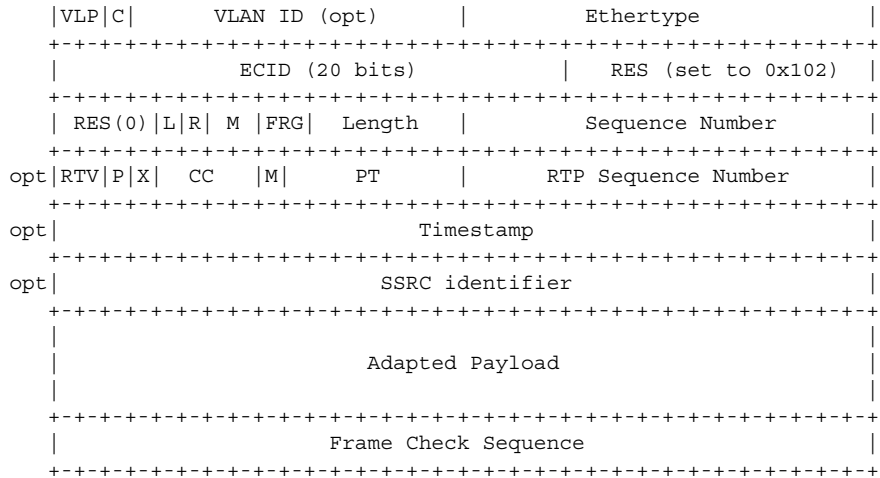 |VLP|C|      VLAN ID (opt)      |          Ethertype            |
+-+-+-+-+-+-+-+-+-+-+-+-+-+-+-+-+-+-+-+-+-+-+-+-+-+-+-+-+-+-+-+-+
|              ECID (20 bits)           |   RES (set to 0x102)  |
+-+-+-+-+-+-+-+-+-+-+-+-+-+-+-+-+-+-+-+-+-+-+-+-+-+-+-+-+-+-+-+-+
| RES(0)|L|R| M |FRG|  Length   |         Sequence Number       |
+-+-+-+-+-+-+-+-+-+-+-+-+-+-+-+-+-+-+-+-+-+-+-+-+-+-+-+-+-+-+-+-+
opt|RTV|P|X|  CC   |M|     PT      |      RTP Sequence Number      |
+-+-+-+-+-+-+-+-+-+-+-+-+-+-+-+-+-+-+-+-+-+-+-+-+-+-+-+-+-+-+-+-+
opt|                            Timestamp                          |
+-+-+-+-+-+-+-+-+-+-+-+-+-+-+-+-+-+-+-+-+-+-+-+-+-+-+-+-+-+-+-+-+
opt|                         SSRC identifier                       |
+-+-+-+-+-+-+-+-+-+-+-+-+-+-+-+-+-+-+-+-+-+-+-+-+-+-+-+-+-+-+-+-+
|                                                               |
|                        Adapted Payload                        |
|                                                               |
+-+-+-+-+-+-+-+-+-+-+-+-+-+-+-+-+-+-+-+-+-+-+-+-+-+-+-+-+-+-+-+-+
|                     Frame Check Sequence                      |
+-+-+-+-+-+-+-+-+-+-+-+-+-+-+-+-+-+-+-+-+-+-+-+-+-+-+-+-+-+-+-+-+